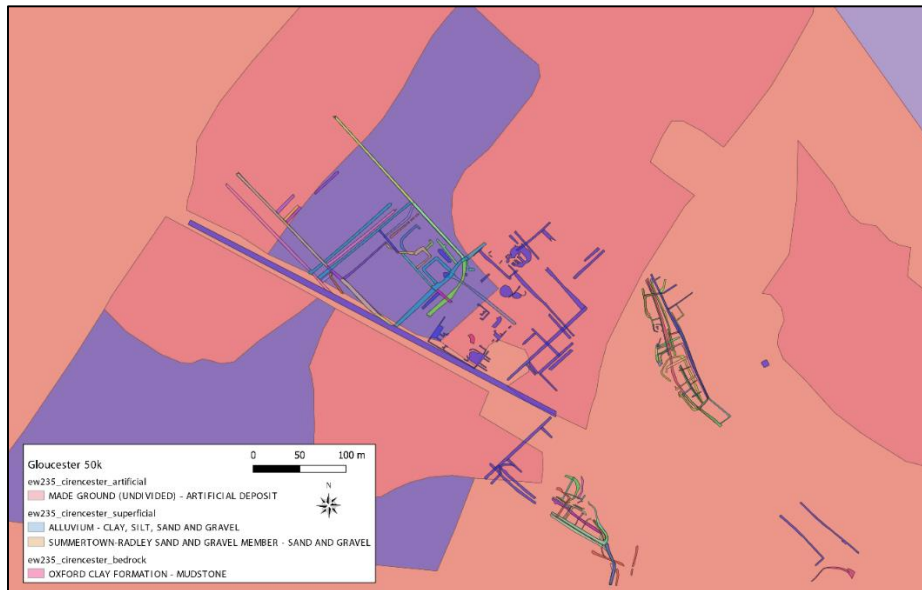 Gloucester 50k
0 50 100 m
N
ew235_cirencester_artificial
MADE GROUND (UNDIVIDED) - ARTIFICIAL DEPOSIT
ew235_cirencester_superficial
ALLUVIUM - CLAY, SILT, SAND AND GRAVEL
SUMMERTOWN-RADLEY SAND AND GRAVEL MEMBER - SAND AND GRAVEL
ew235_cirencester_bedrock
OXFORD CLAY FORMATION - MUDSTONE